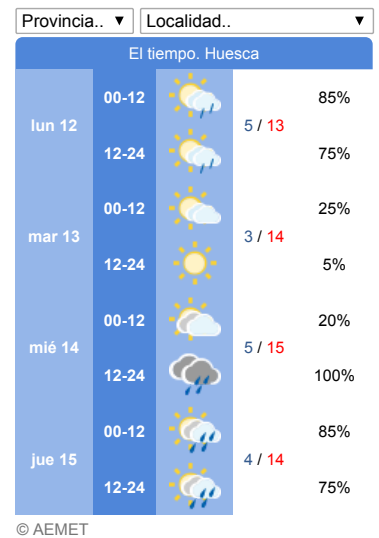 Provincia.. ▼ Localidad.. ▼
El tiempo. Huesca
00-12 85%
lun 12 5 / 13
12-24 75%
00-12 25%
mar 13 3 / 14
12-24 5%
00-12 20%
mié 14 5 / 15
12-24 100%
00-12 85%
jue 15 4 / 14
12-24 75%
© AEMET